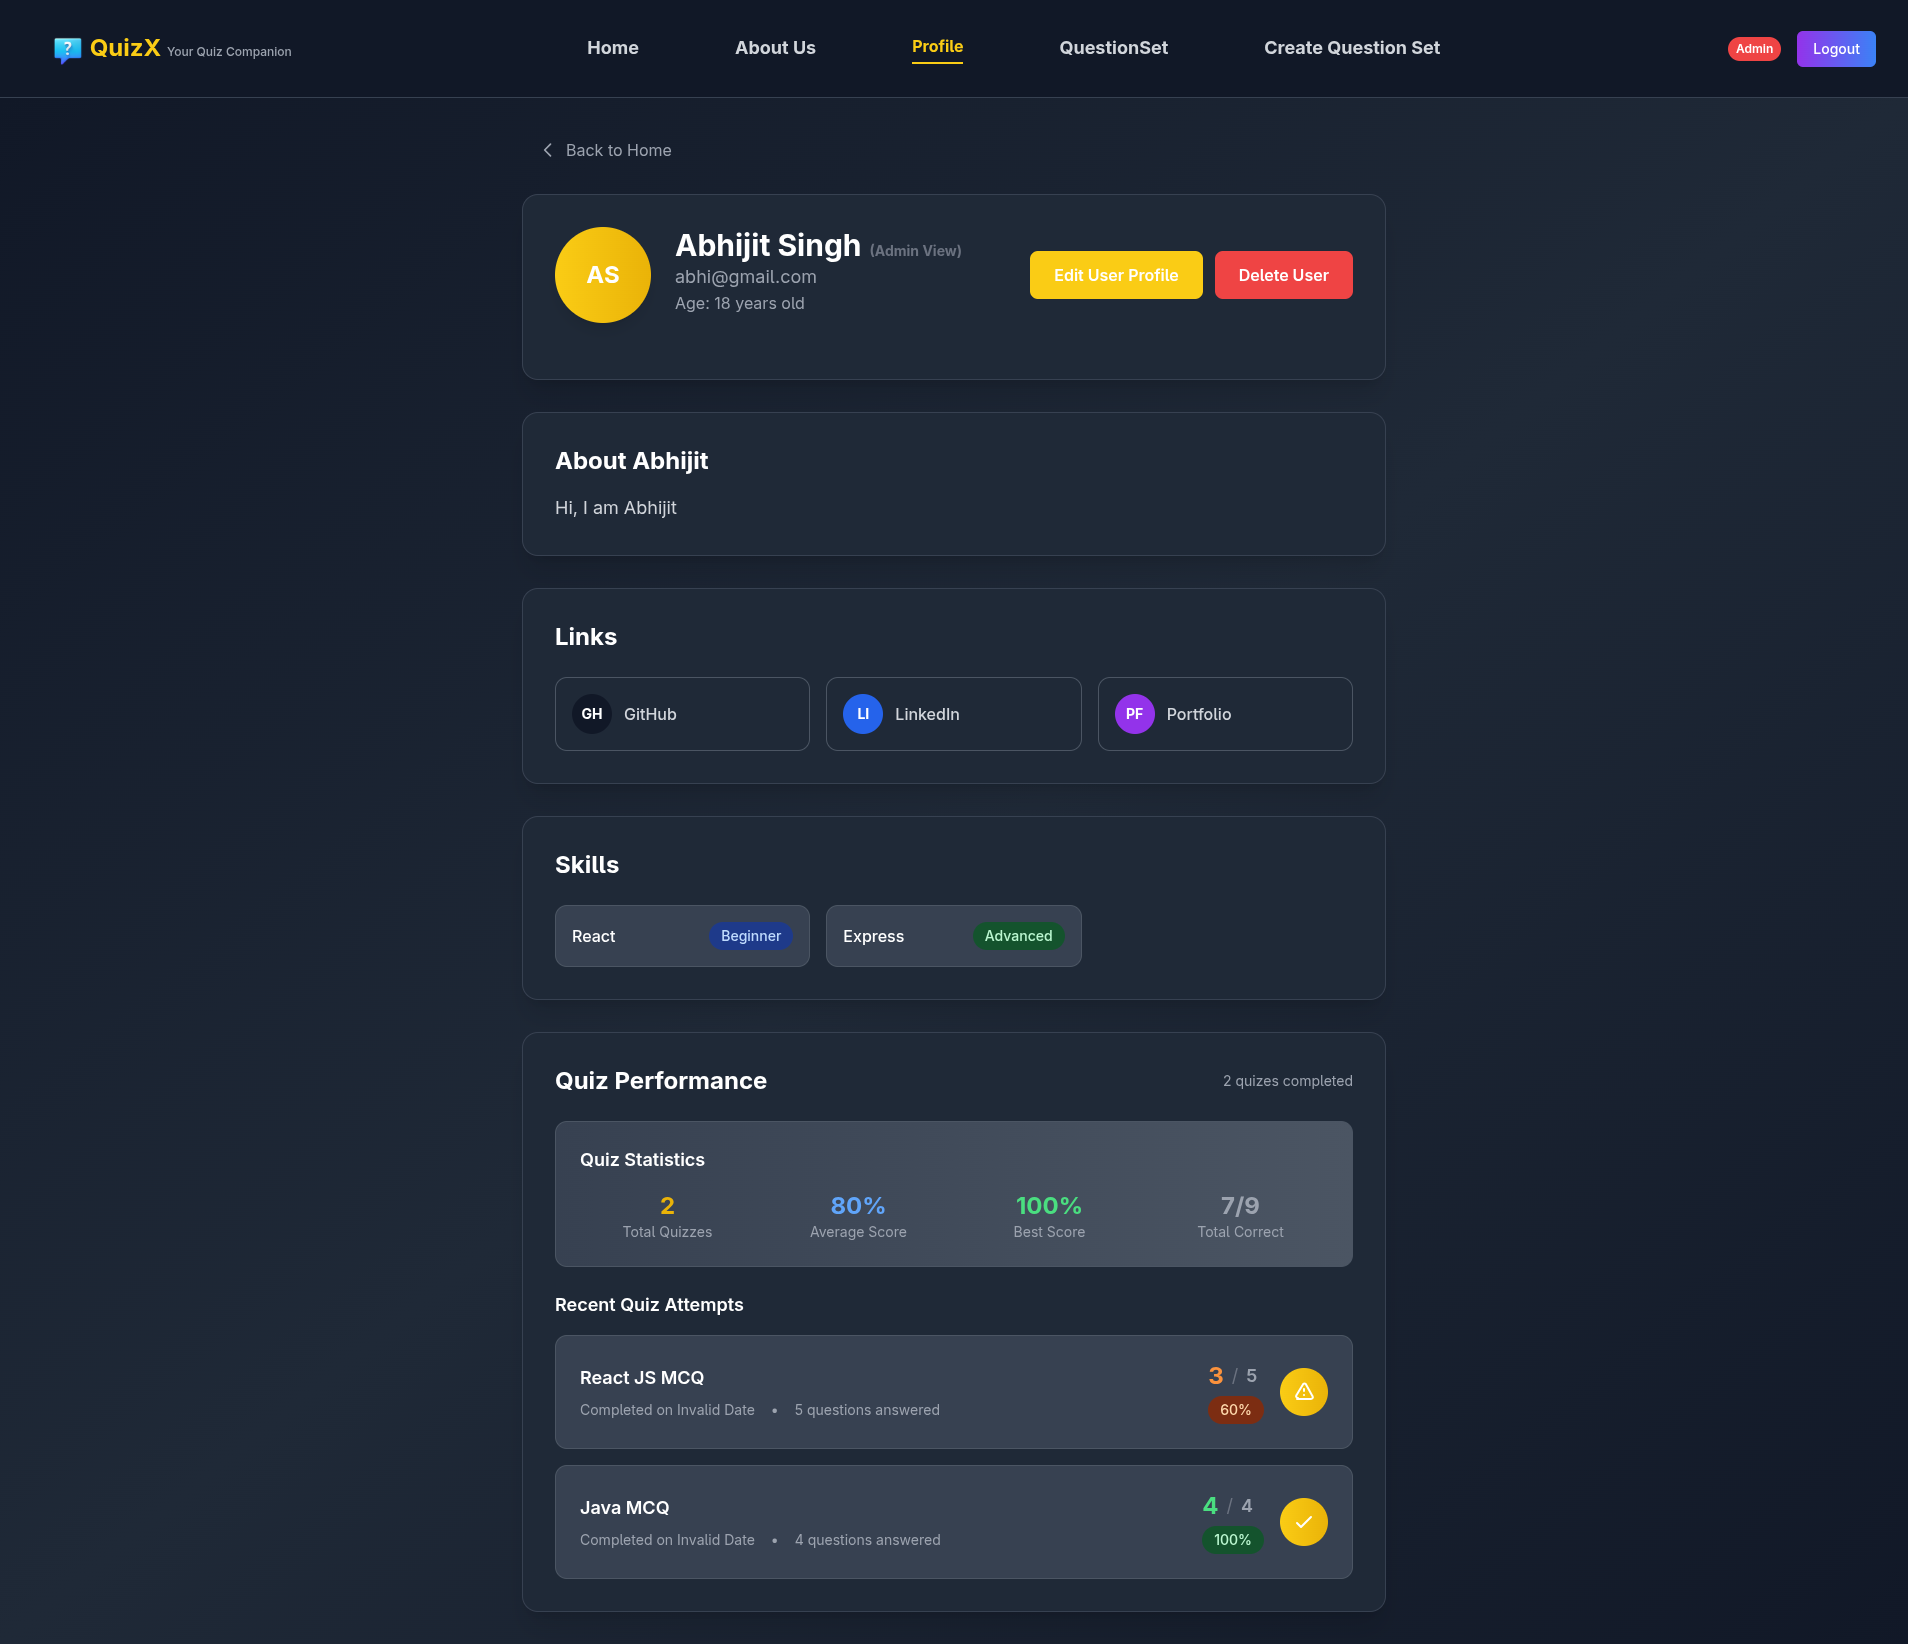 QuizX Your Quiz Companion
Home
About Us
Profile
QuestionSet
Create Question Set
Admin
Logout
Back to Home
AS
Abhijit Singh (Admin View)
abhi@gmail.com
Age: 18 years old
Edit User Profile
Delete User
About Abhijit
Hi, I am Abhijit
Links
GH GitHub
LI LinkedIn
PF Portfolio
Skills
React Beginner
Express Advanced
Quiz Performance
2 quizes completed
Quiz Statistics
2
Total Quizzes
80%
Average Score
100%
Best Score
7/9
Total Correct
Recent Quiz Attempts
React JS MCQ
Completed on Invalid Date • 5 questions answered
3 / 5
60%
Java MCQ
Completed on Invalid Date • 4 questions answered
4 / 4
100%